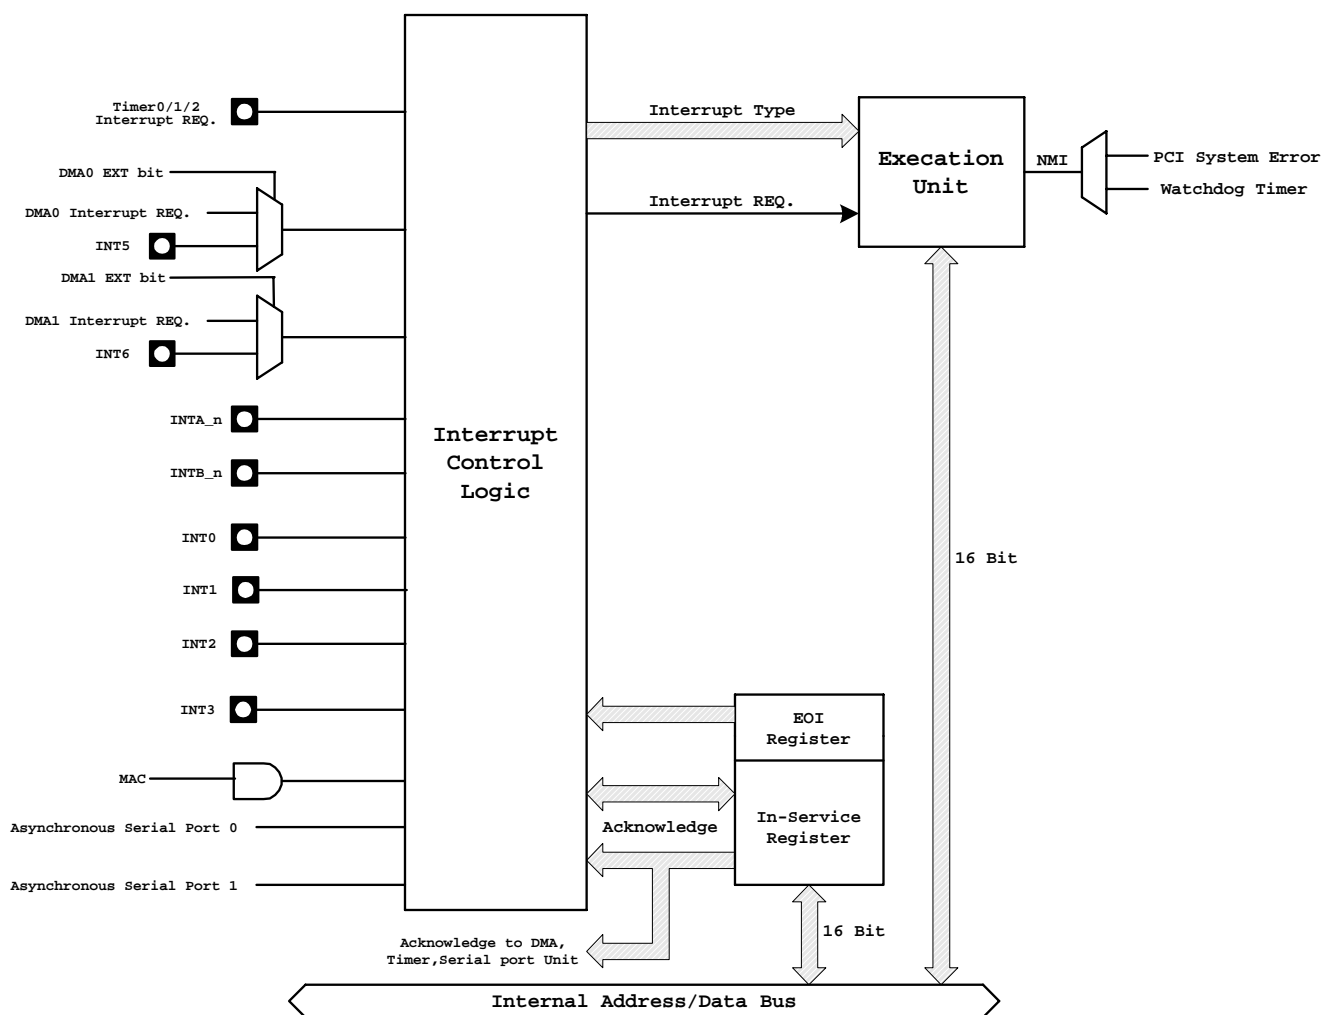 Timer0/1/2
Interrupt REQ.
DMA0 EXT bit
DMA0 Interrupt REQ.
INT5
DMA1 EXT bit
DMA1 Interrupt REQ.
INT6
INTA_n
INTB_n
INT0
INT1
INT2
INT3
MAC
Asynchronous Serial Port 0
Asynchronous Serial Port 1
Interrupt
Control
Logic
Interrupt Type
Interrupt REQ.
Execation
Unit
NMI
PCI System Error
Watchdog Timer
16 Bit
EOI
Register
In-Service
Register
Acknowledge
16 Bit
Acknowledge to DMA,
Timer,Serial port Unit
Internal Address/Data Bus